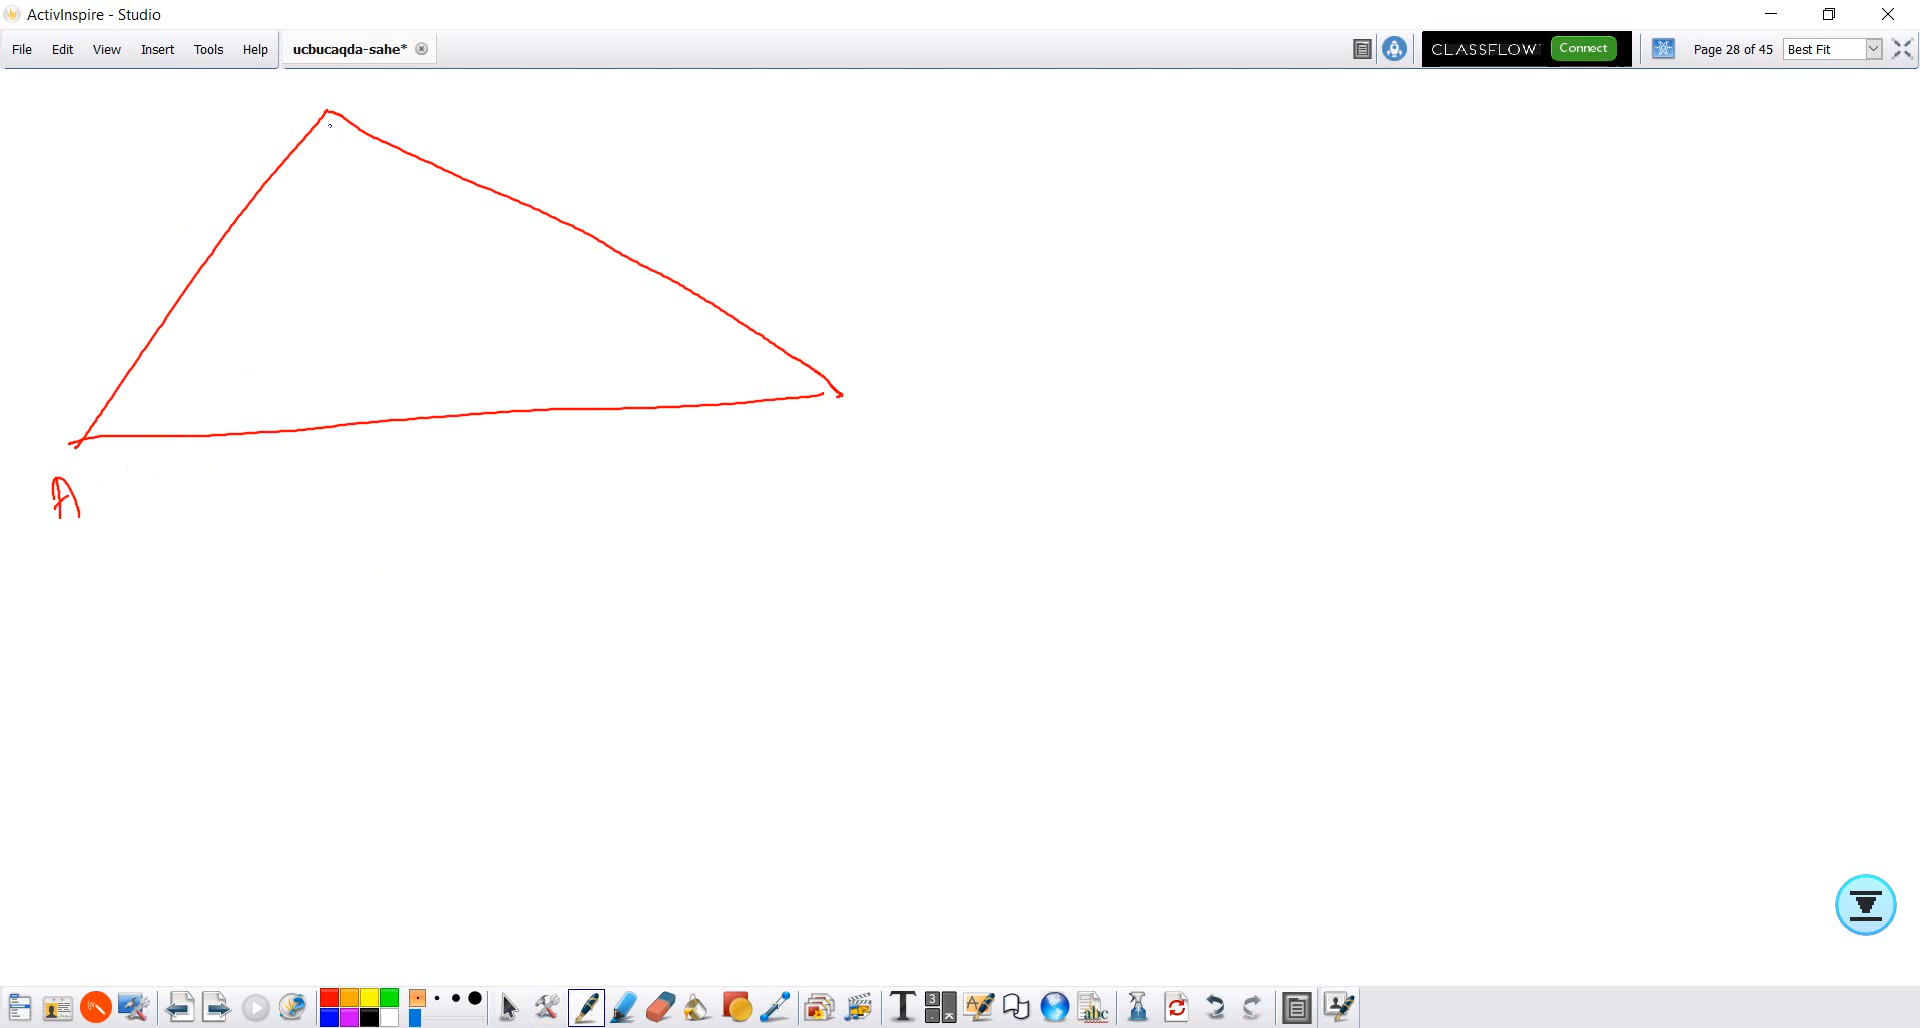 ActivInspire - Studio
File Edit View Insert Tools Help ucbucaqda-sahe* CLASSFLOW Connect Page 28 of 45 Best Fit
A